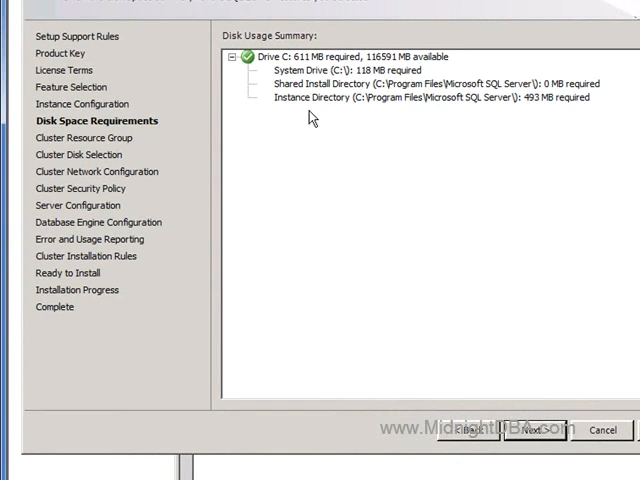 Setup Support Rules
Product Key
License Terms
Feature Selection
Instance Configuration
Disk Space Requirements
Cluster Resource Group
Cluster Disk Selection
Cluster Network Configuration
Cluster Security Policy
Server Configuration
Database Engine Configuration
Error and Usage Reporting
Cluster Installation Rules
Ready to Install
Installation Progress
Complete
Disk Usage Summary:
Drive C: 611 MB required, 116591 MB available
System Drive (C:\): 118 MB required
Shared Install Directory (C:\Program Files\Microsoft SQL Server\): 0 MB required
Instance Directory (C:\Program Files\Microsoft SQL Server\): 493 MB required
www.MidnightDBA.com
< Back
Next >
Cancel